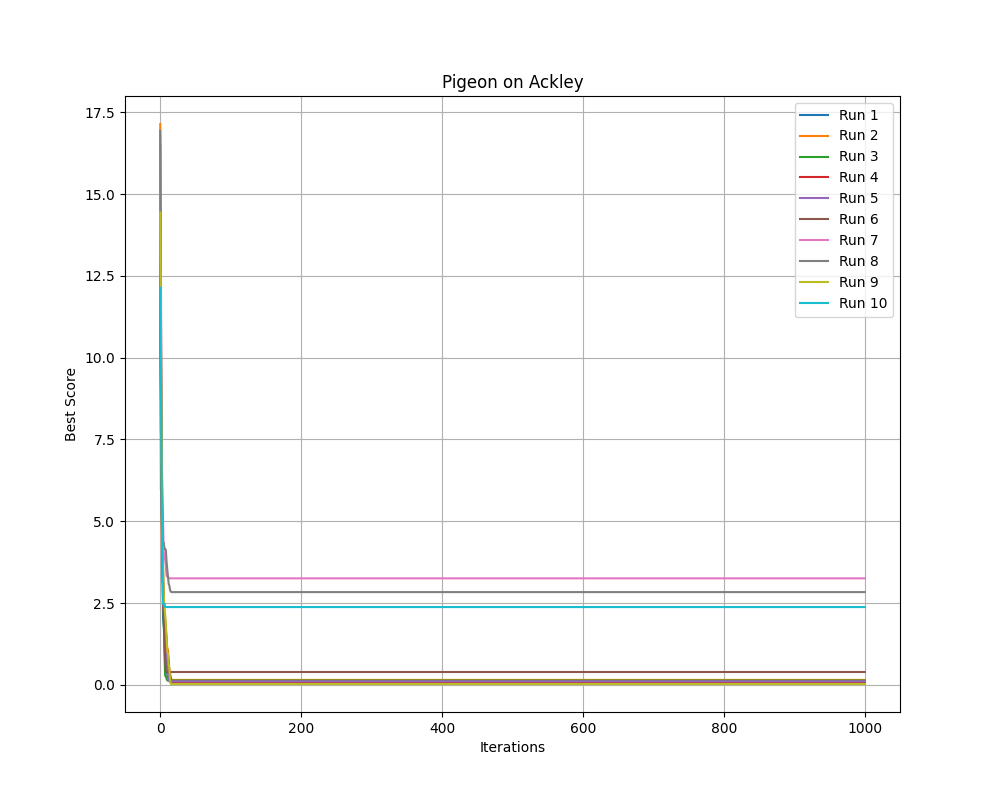 Pigeon on Ackley
17.5
15.0
12.5
10.0
7.5
5.0
2.5
0.0
Best Score
Run 1
Run 2
Run 3
Run 4
Run 5
Run 6
Run 7
Run 8
Run 9
Run 10
0 200 400 600 800 1000
Iterations